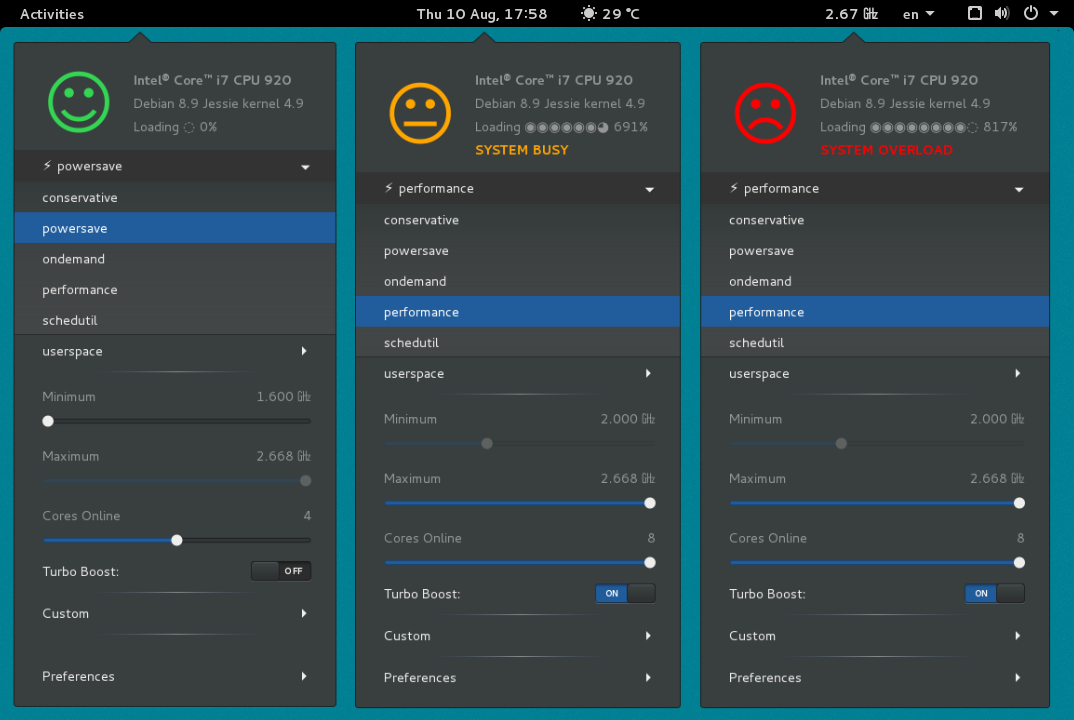 Activities
Thu 10 Aug, 17:58
29 °C
2.67 ㎓
en
Intel® Core™ i7 CPU 920
Debian 8.9 Jessie kernel 4.9
Loading ◌ 0%
⚡ powersave
conservative
powersave
ondemand
performance
schedutil
userspace
Minimum 1.600 ㎓
Maximum 2.668 ㎓
Cores Online 4
Turbo Boost: OFF
Custom
Preferences
Intel® Core™ i7 CPU 920
Debian 8.9 Jessie kernel 4.9
Loading ◉◉◉◉◉◉◕ 691%
SYSTEM BUSY
⚡ performance
conservative
powersave
ondemand
performance
schedutil
userspace
Minimum 2.000 ㎓
Maximum 2.668 ㎓
Cores Online 8
Turbo Boost: ON
Custom
Preferences
Intel® Core™ i7 CPU 920
Debian 8.9 Jessie kernel 4.9
Loading ◉◉◉◉◉◉◉◉◌ 817%
SYSTEM OVERLOAD
⚡ performance
conservative
powersave
ondemand
performance
schedutil
userspace
Minimum 2.000 ㎓
Maximum 2.668 ㎓
Cores Online 8
Turbo Boost: ON
Custom
Preferences